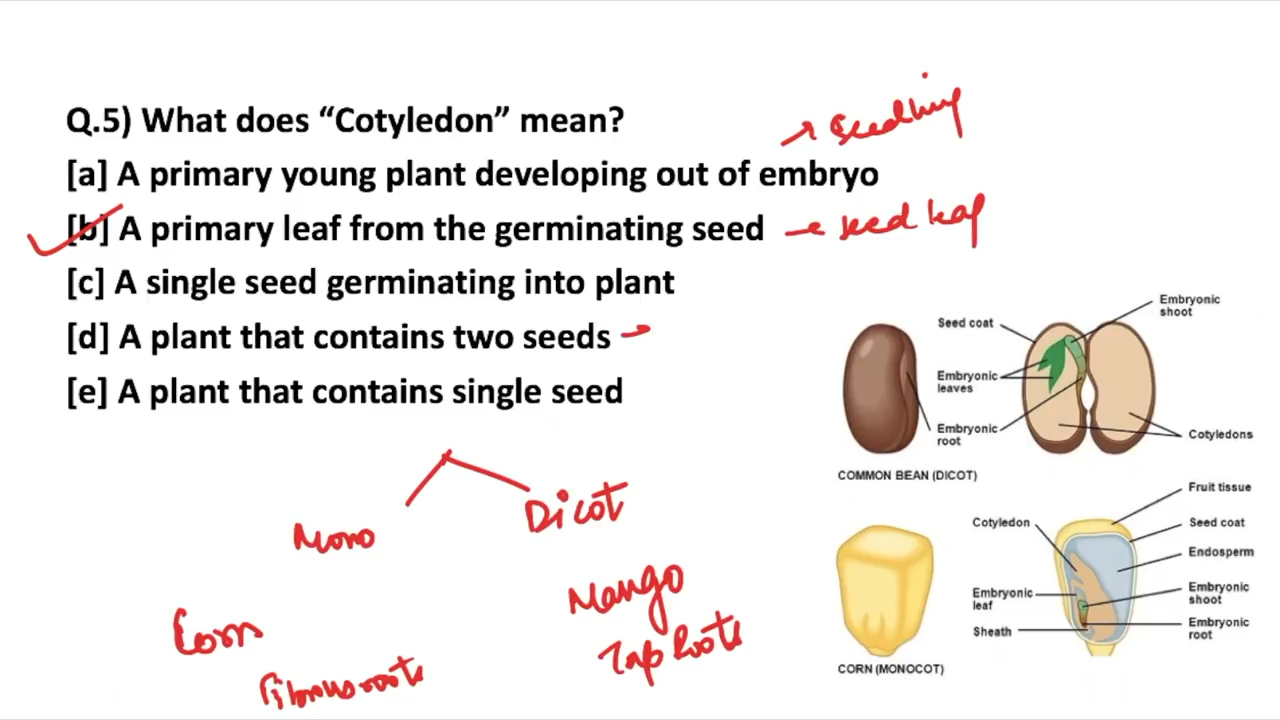 Q.5) What does “Cotyledon” mean?
[a] A primary young plant developing out of embryo → Seedling
[b] A primary leaf from the germinating seed → seed leaf
[c] A single seed germinating into plant
[d] A plant that contains two seeds
[e] A plant that contains single seed
Mono
Dicot
Corn
Mango
Fibrous roots
Tap Roots
Seed coat
Embryonic
shoot
Embryonic
leaves
Embryonic
root
Cotyledons
COMMON BEAN (DICOT)
Cotyledon
Fruit tissue
Seed coat
Endosperm
Embryonic
leaf
Embryonic
shoot
Sheath
Embryonic
root
CORN (MONOCOT)